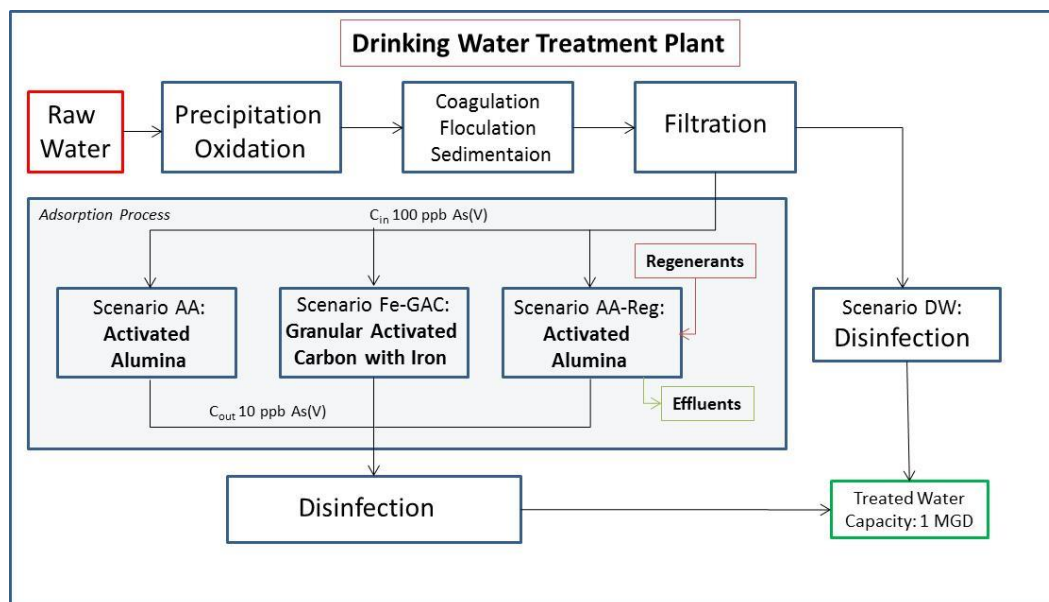 Drinking Water Treatment Plant
Raw
Water
Precipitation
Oxidation
Coagulation
Floculation
Sedimentaion
Filtration
Adsorption Process
Cin 100 ppb As(V)
Regenerants
Scenario AA:
Activated
Alumina
Scenario Fe-GAC:
Granular Activated
Carbon with Iron
Scenario AA-Reg:
Activated
Alumina
Scenario DW:
Disinfection
Effluents
Cout 10 ppb As(V)
Disinfection
Treated Water
Capacity: 1 MGD